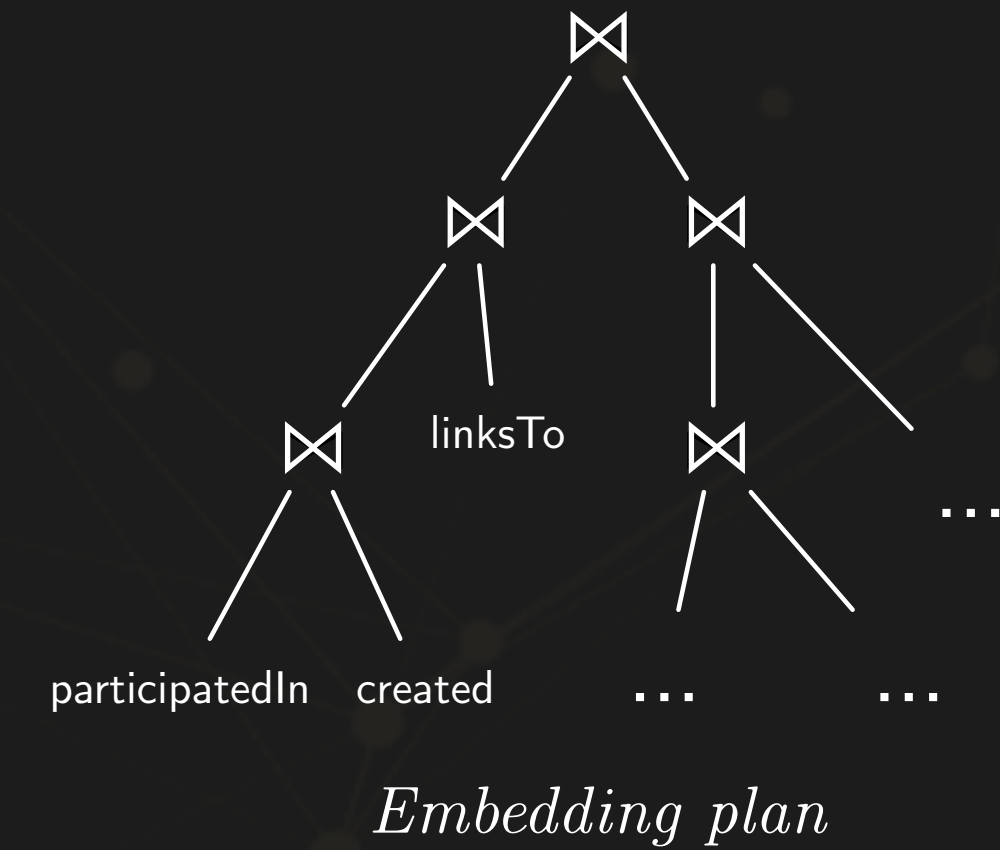 ⋈
⋈ ⋈
linksTo
⋈ ⋈
...
participatedIn created ... ...
Embedding plan